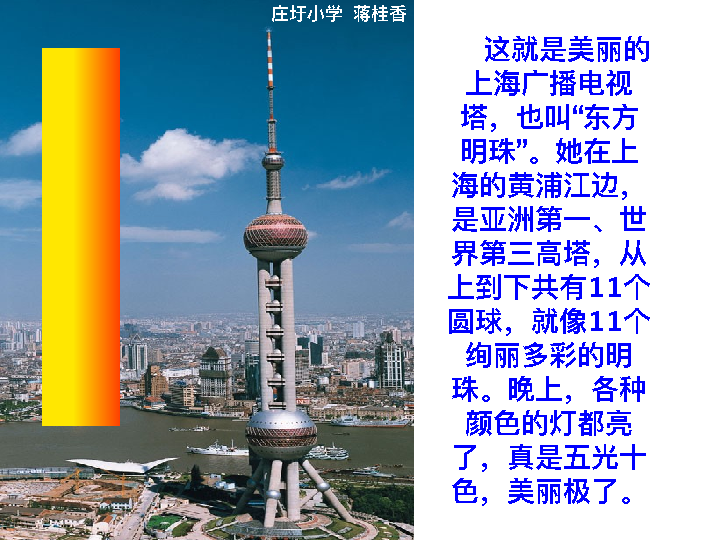 庄圩小学 蒋桂香
这就是美丽的
上海广播电视
塔，也叫“东方
明珠”。她在上
海的黄浦江边，
是亚洲第一、世
界第三高塔，从
上到下共有11个
圆球，就像11个
绚丽多彩的明
珠。晚上，各种
颜色的灯都亮
了，真是五光十
色，美丽极了。